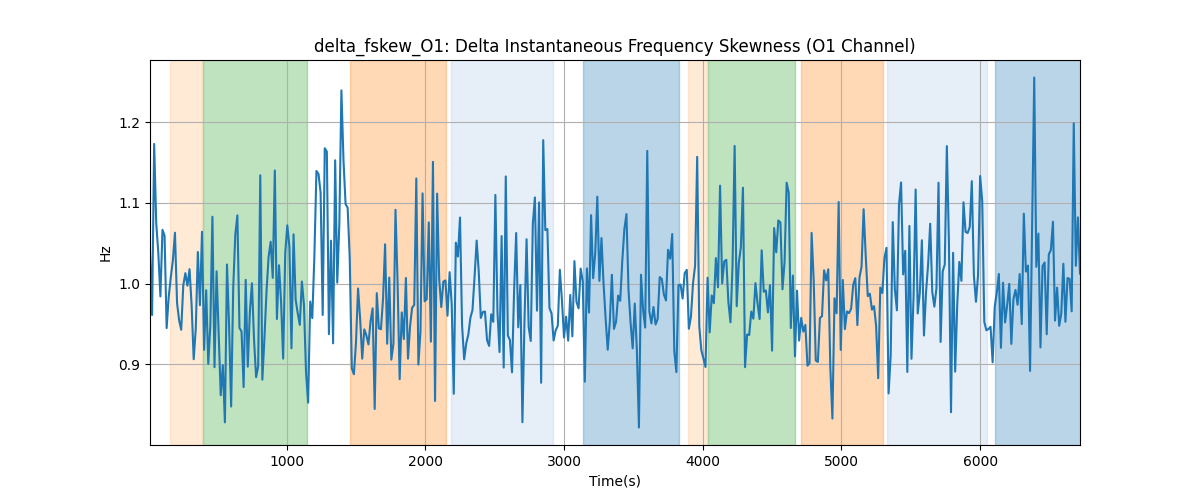 delta_fskew_O1: Delta Instantaneous Frequency Skewness (O1 Channel)
Hz
1.2
1.1
1.0
0.9
1000 2000 3000 4000 5000 6000
Time(s)